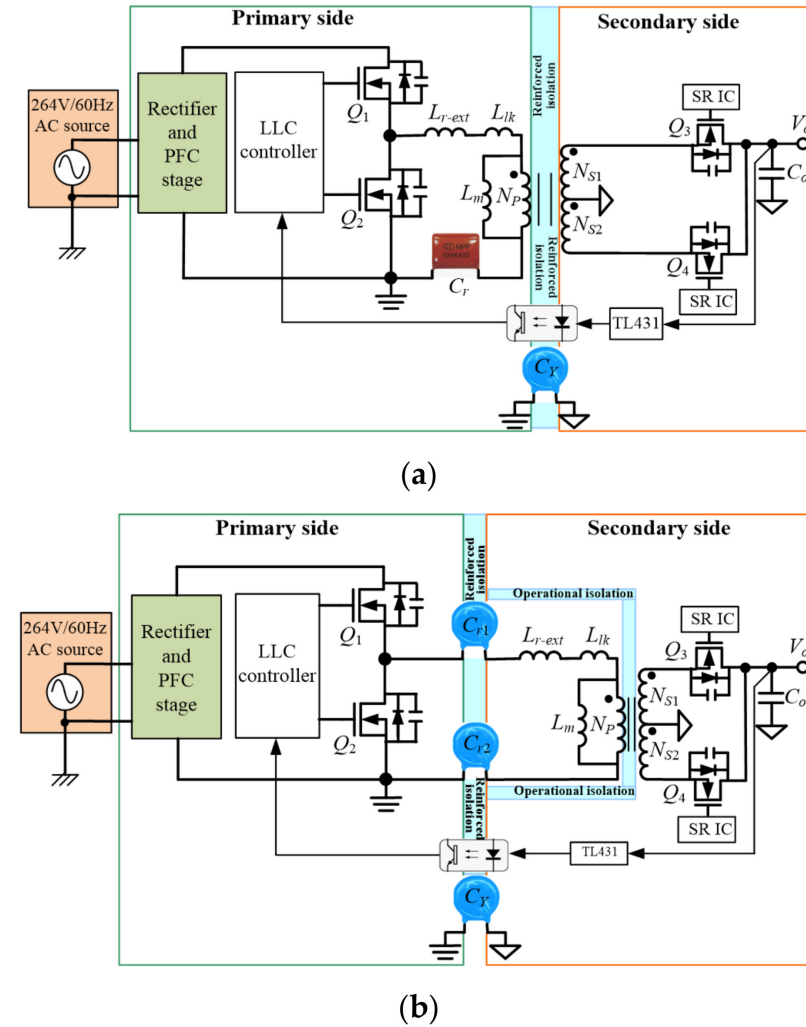 Primary side
Secondary side
264V/60Hz
AC source
Rectifier
and
PFC
stage
LLC
controller
Q1
Q2
Lr-ext
Llk
Lm
NP
Cr
MPP
104K400
Reinforced
isolation
Reinforced
isolation
NS1
NS2
SR IC
Q3
Q4
SR IC
Vo
Co
TL431
CY
(a)
Primary side
Secondary side
264V/60Hz
AC source
Rectifier
and
PFC
stage
LLC
controller
Q1
Q2
Reinforced
isolation
Operational isolation
Cr1
Cr2
Lr-ext
Llk
Lm
NP
NS1
NS2
SR IC
Q3
Q4
SR IC
Vo
Co
Operational isolation
Reinforced
isolation
TL431
CY
(b)